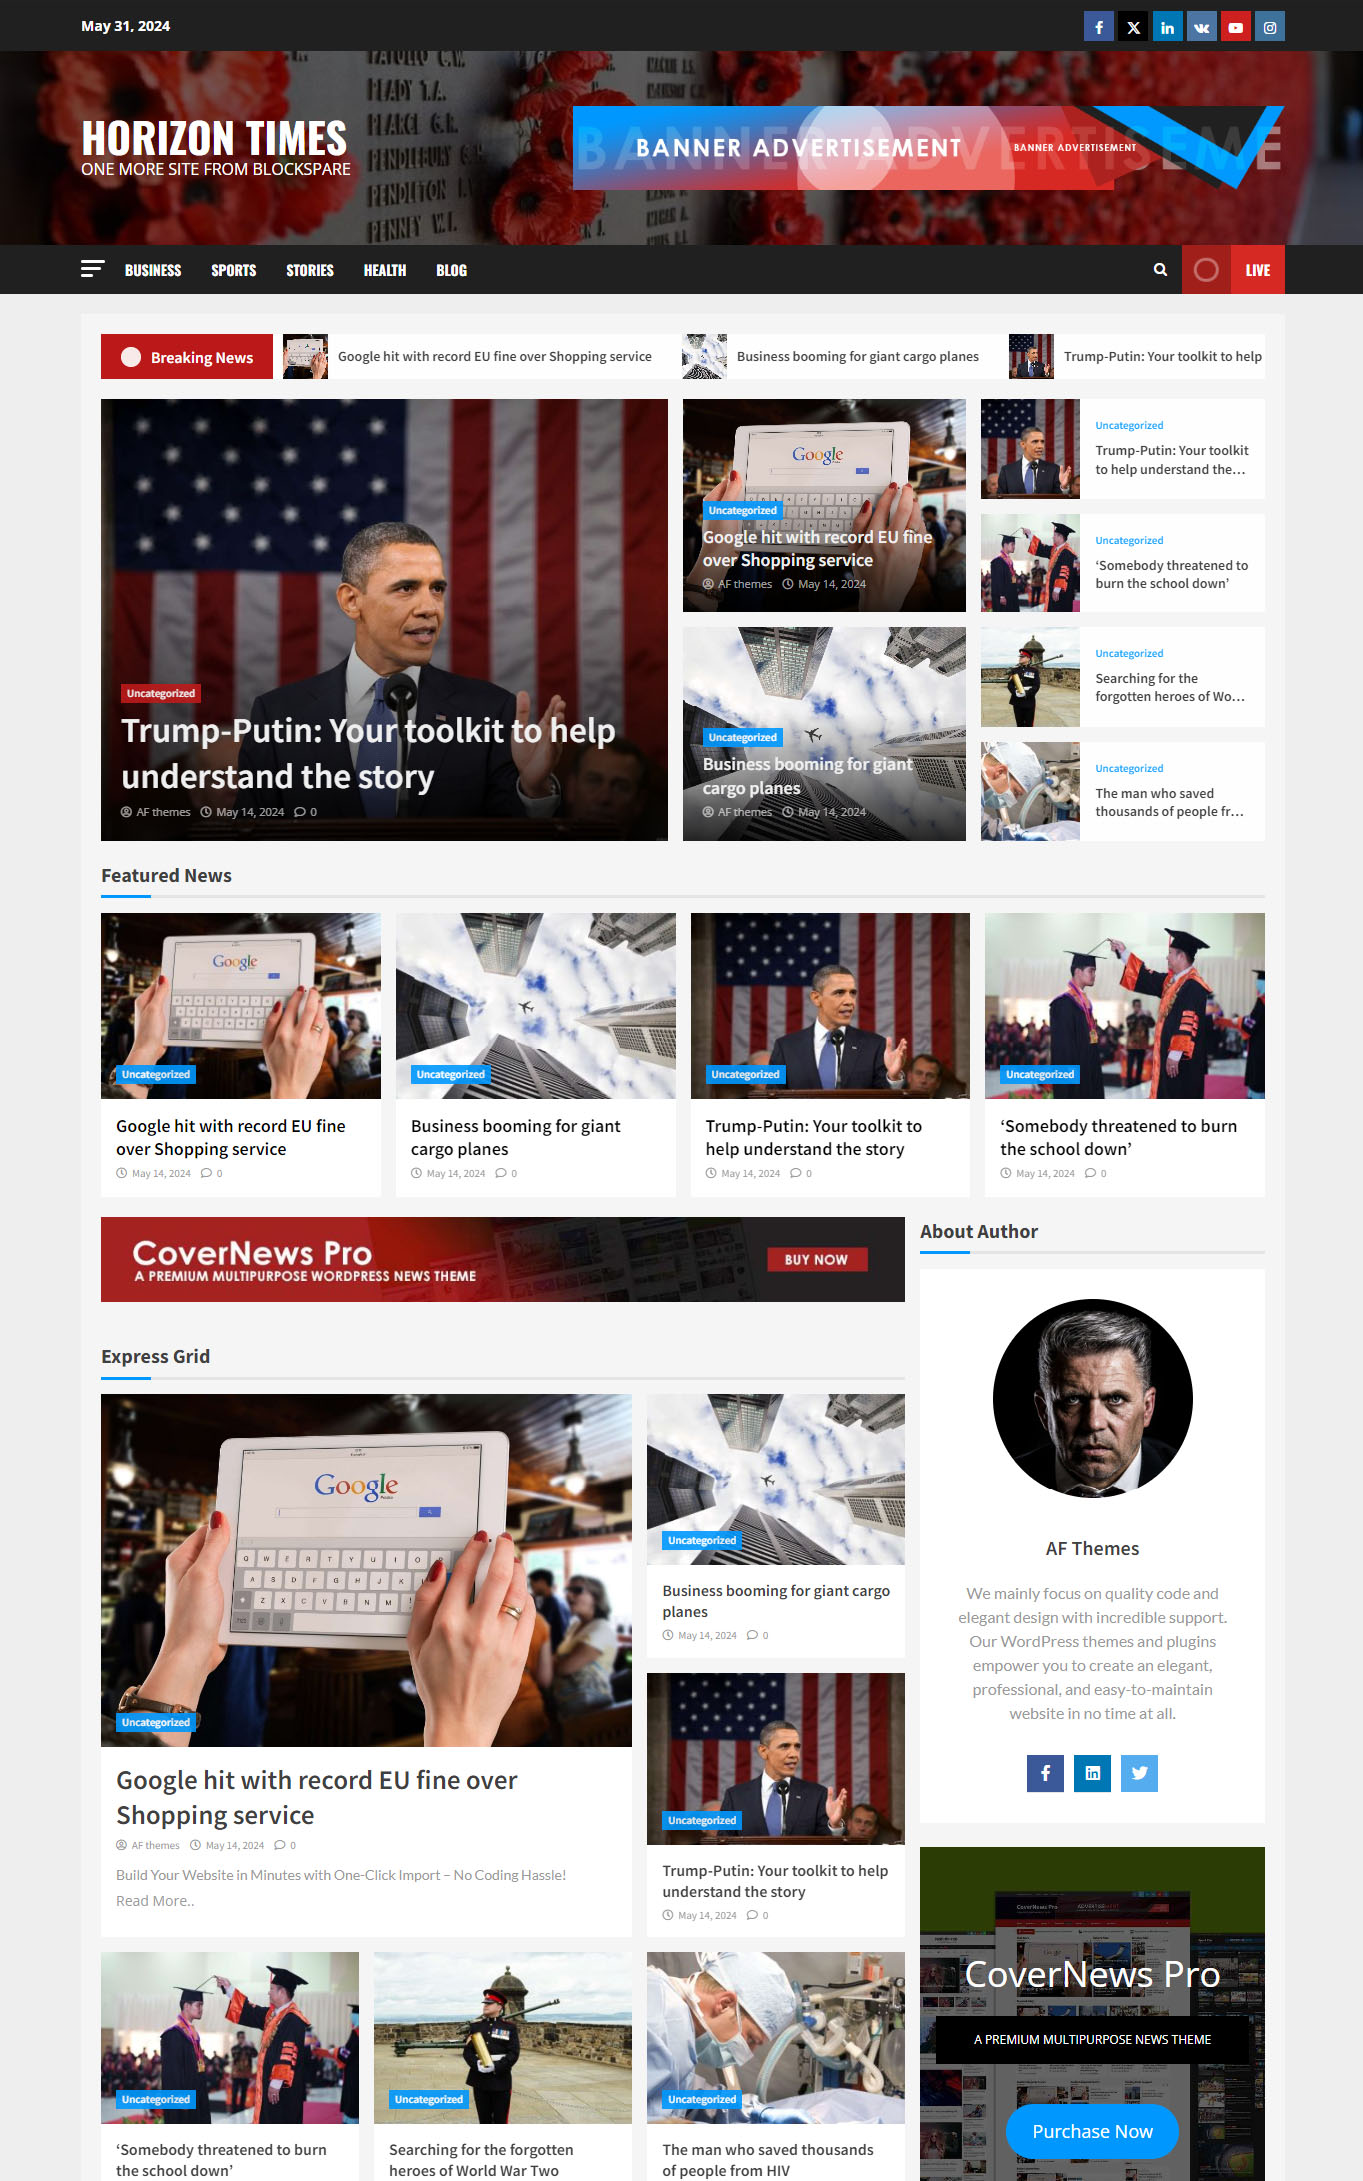 May 31, 2024
HORIZON TIMES
ONE MORE SITE FROM BLOCKSPARE
BANNER ADVERTISEMENT
BANNER ADVERTISEMENT
BUSINESS
SPORTS
STORIES
HEALTH
BLOG
LIVE
Breaking News
Google hit with record EU fine over Shopping service
Business booming for giant cargo planes
Trump-Putin: Your toolkit to help
Uncategorized
Trump-Putin: Your toolkit to help
understand the story
AF themes May 14, 2024 0
Google
Uncategorized
Google hit with record EU fine
over Shopping service
AF themes May 14, 2024
Uncategorized
Business booming for giant
cargo planes
AF themes May 14, 2024
Uncategorized
Trump-Putin: Your toolkit
to help understand the...
Uncategorized
‘Somebody threatened to
burn the school down’
Uncategorized
Searching for the
forgotten heroes of Wo...
Uncategorized
The man who saved
thousands of people fr...
Featured News
Google
Uncategorized
Google hit with record EU fine
over Shopping service
May 14, 2024 0
Uncategorized
Business booming for giant
cargo planes
May 14, 2024 0
Uncategorized
Trump-Putin: Your toolkit to
help understand the story
May 14, 2024 0
Uncategorized
‘Somebody threatened to burn
the school down’
May 14, 2024 0
CoverNews Pro
A PREMIUM MULTIPURPOSE WORDPRESS NEWS THEME
BUY NOW
Express Grid
Google
Uncategorized
Google hit with record EU fine over
Shopping service
AF themes May 14, 2024 0
Build Your Website in Minutes with One-Click Import – No Coding Hassle!
Read More..
Uncategorized
Business booming for giant cargo
planes
May 14, 2024 0
Uncategorized
Trump-Putin: Your toolkit to help
understand the story
May 14, 2024 0
Uncategorized
‘Somebody threatened to burn
the school down’
Uncategorized
Searching for the forgotten
heroes of World War Two
Uncategorized
The man who saved thousands
of people from HIV
About Author
AF Themes
We mainly focus on quality code and
elegant design with incredible support.
Our WordPress themes and plugins
empower you to create an elegant,
professional, and easy-to-maintain
website in no time at all.
CoverNews Pro
A PREMIUM MULTIPURPOSE NEWS THEME
Purchase Now